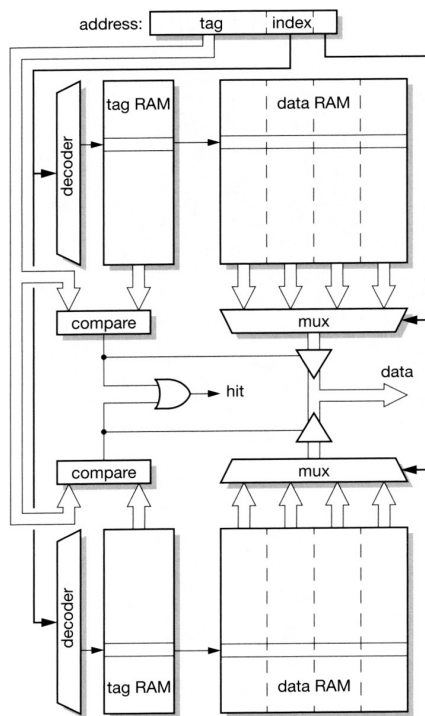 address: tag index
tag RAM
data RAM
decoder
compare
mux
data
hit
compare
mux
decoder
tag RAM
data RAM